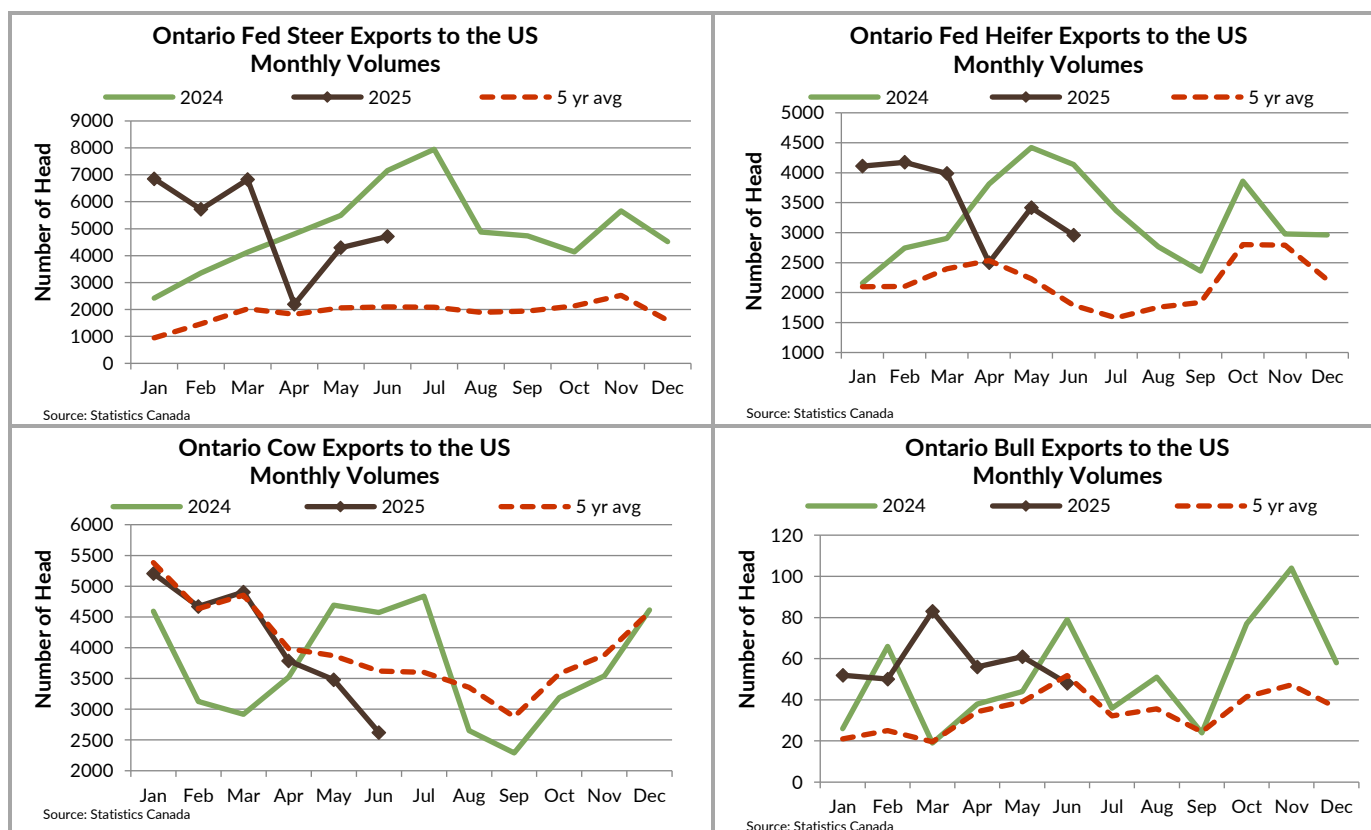 Ontario Fed Steer Exports to the US
Monthly Volumes
2024 2025 5 yr avg
Number of Head
9000
8000
7000
6000
5000
4000
3000
2000
1000
0
Jan Feb Mar Apr May Jun Jul Aug Sep Oct Nov Dec
Source: Statistics Canada
Ontario Fed Heifer Exports to the US
Monthly Volumes
2024 2025 5 yr avg
Number of Head
5000
4500
4000
3500
3000
2500
2000
1500
1000
Jan Feb Mar Apr May Jun Jul Aug Sep Oct Nov Dec
Source: Statistics Canada
Ontario Cow Exports to the US
Monthly Volumes
2024 2025 5 yr avg
Number of Head
6000
5500
5000
4500
4000
3500
3000
2500
2000
Jan Feb Mar Apr May Jun Jul Aug Sep Oct Nov Dec
Source: Statistics Canada
Ontario Bull Exports to the US
Monthly Volumes
2024 2025 5 yr avg
Number of Head
120
100
80
60
40
20
0
Jan Feb Mar Apr May Jun Jul Aug Sep Oct Nov Dec
Source: Statistics Canada